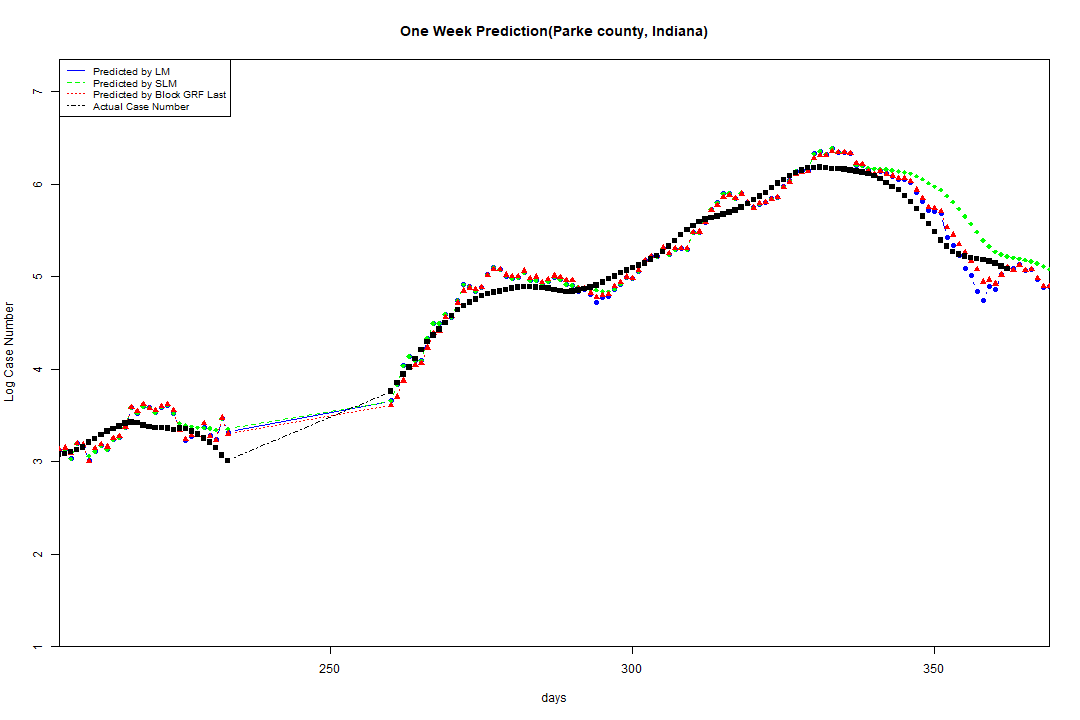 One Week Prediction(Parke county, Indiana)
Predicted by LM
Predicted by SLM
Predicted by Block GRF Last
Actual Case Number
7
6
5
4
3
2
1
Log Case Number
250
300
350
days